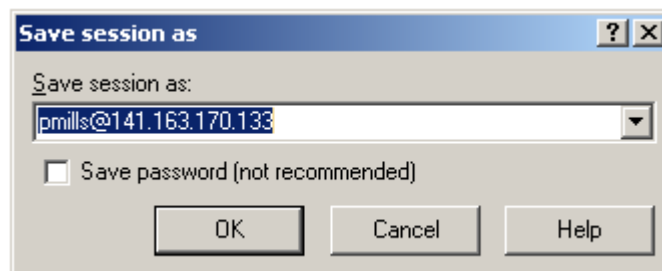 Save session as
Save session as:
pmills@141.163.170.133
Save password (not recommended)
OK Cancel Help